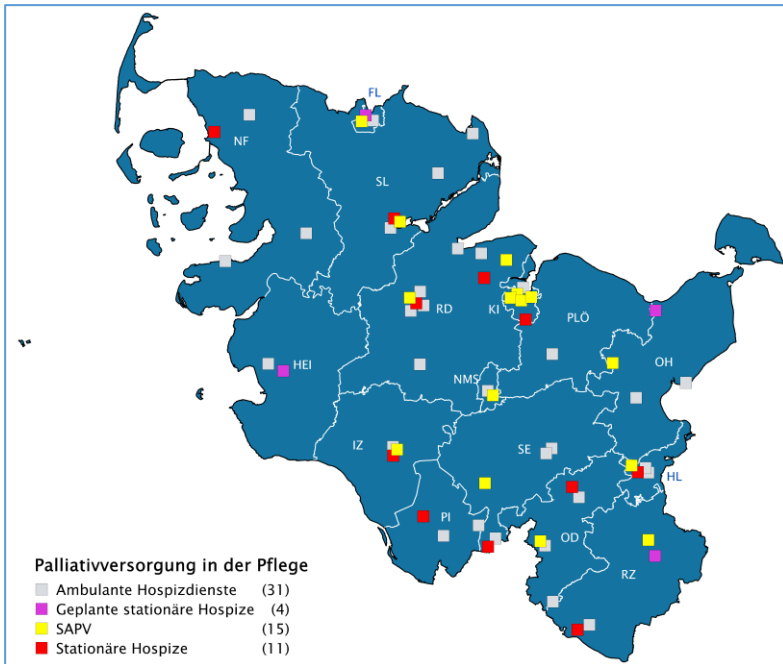 FL
NF
SL
RD
KI
PLÖ
OH
HEI
NMS
IZ
SE
HL
PI
OD
RZ
Palliativversorgung in der Pflege
Ambulante Hospizdienste (31)
Geplante stationäre Hospize (4)
SAPV (15)
Stationäre Hospize (11)